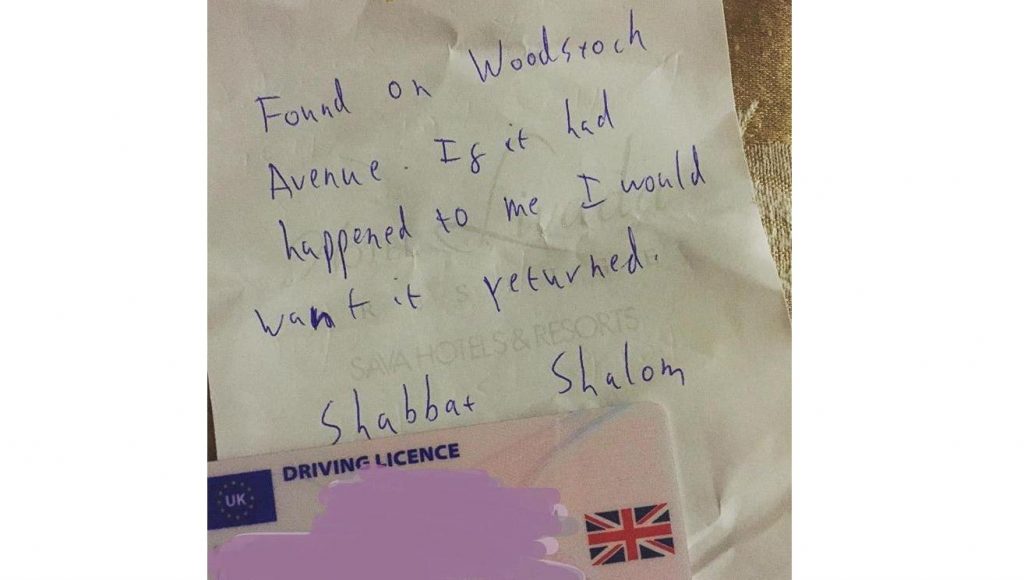 Found on Woodstock
Avenue. If it had
happened to me I would
want it returned.
SAVA HOTELS & RESORTS
Shabbat Shalom
DRIVING LICENCE
UK